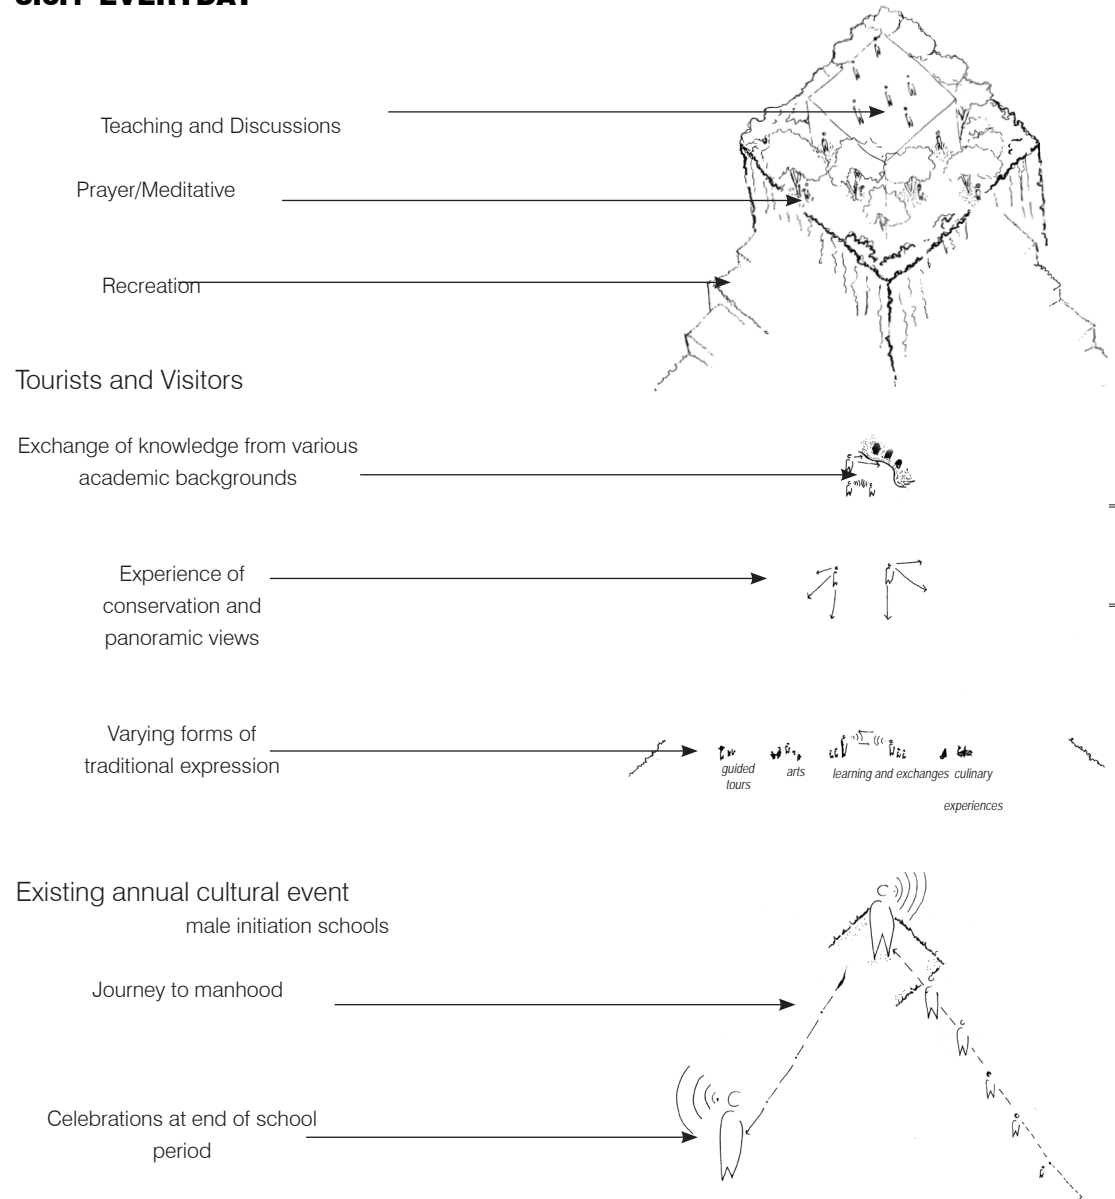 EVERYDAY
Teaching and Discussions
Prayer/Meditative
Recreation
Tourists and Visitors
Exchange of knowledge from various
academic backgrounds
Experience of
conservation and
panoramic views
Varying forms of
traditional expression
guided
tours
arts
learning and exchanges
culinary
experiences
Existing annual cultural event
male initiation schools
Journey to manhood
Celebrations at end of school
period